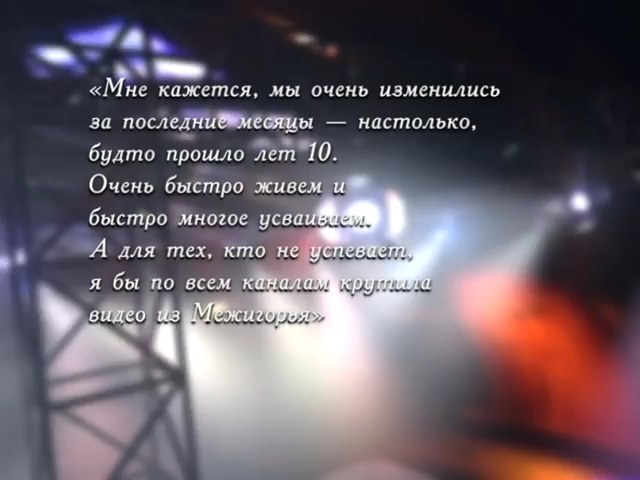 «Мне кажется, мы очень изменились
за последние месяцы — настолько,
будто прошло лет 10.
Очень быстро живем и
быстро многое усваиваем.
А для тех, кто не успевает,
я бы по всем каналам крутила
видео из Межигорья»